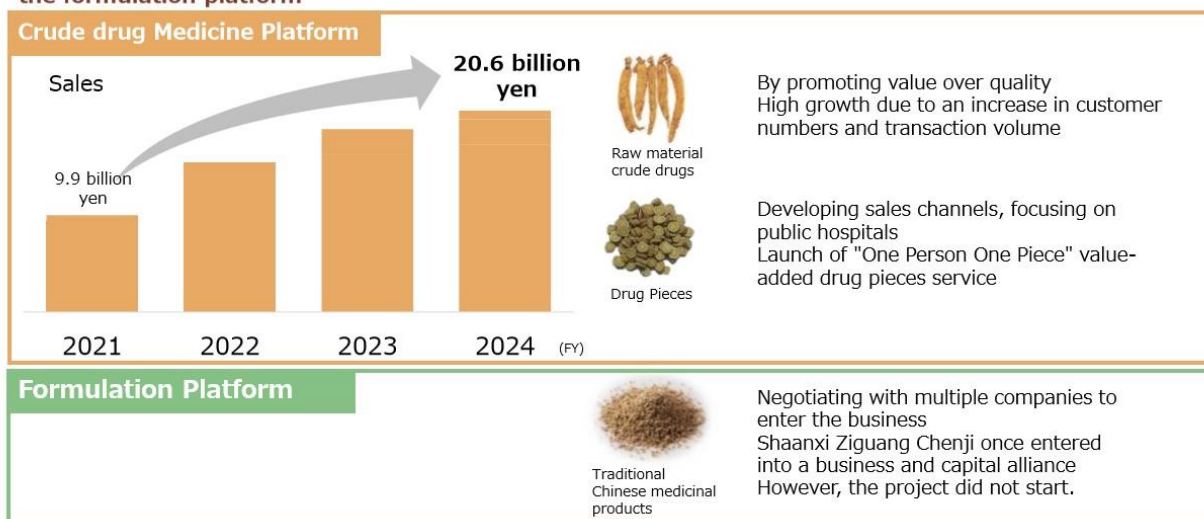 the formulation platform
Crude drug Medicine Platform
Sales
20.6 billion
yen
9.9 billion
yen
2021
2022
2023
2024
(FY)
Raw material
crude drugs
By promoting value over quality
High growth due to an increase in customer
numbers and transaction volume
Drug Pieces
Developing sales channels, focusing on
public hospitals
Launch of "One Person One Piece" value-
added drug pieces service
Formulation Platform
Traditional
Chinese medicinal
products
Negotiating with multiple companies to
enter the business
Shaanxi Ziguang Chenji once entered
into a business and capital alliance
However, the project did not start.